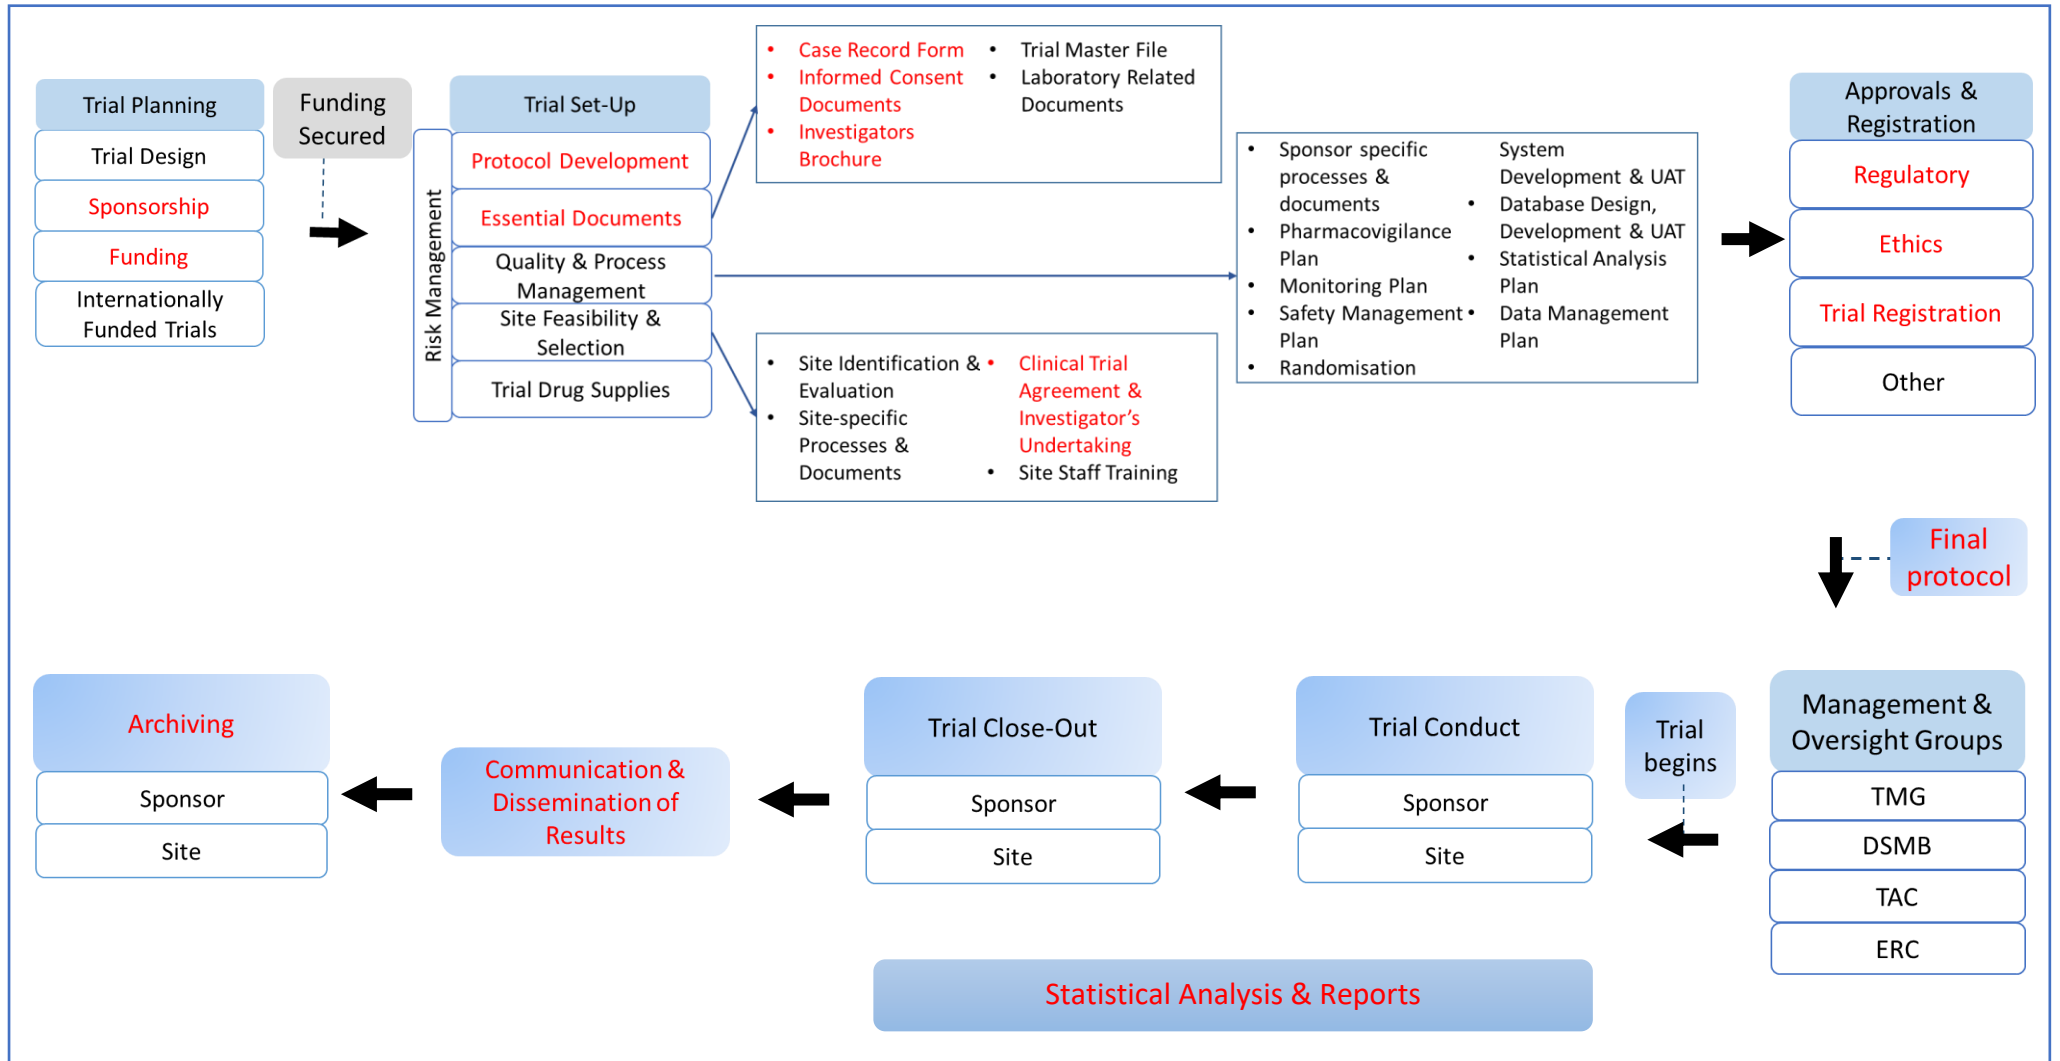 Trial Planning
Trial Design
Sponsorship
Funding
Internationally
Funded Trials
Funding
Secured
Trial Set-Up
Risk Management
Protocol Development
Essential Documents
Quality & Process
Management
Site Feasibility &
Selection
Trial Drug Supplies
• Case Record Form
• Informed Consent
Documents
• Investigators
Brochure
• Trial Master File
• Laboratory Related
Documents
• Sponsor specific
processes &
documents
• Pharmacovigilance
Plan
• Monitoring Plan
• Safety Management
Plan
• Randomisation
System
Development & UAT
• Database Design,
Development & UAT
• Statistical Analysis
Plan
• Data Management
Plan
• Site Identification &
Evaluation
• Site-specific
Processes &
Documents
• Clinical Trial
Agreement &
Investigator’s
Undertaking
• Site Staff Training
Approvals &
Registration
Regulatory
Ethics
Trial Registration
Other
Final
protocol
Management &
Oversight Groups
TMG
DSMB
TAC
ERC
Trial
begins
Trial Conduct
Sponsor
Site
Trial Close-Out
Sponsor
Site
Communication &
Dissemination of
Results
Archiving
Sponsor
Site
Statistical Analysis & Reports